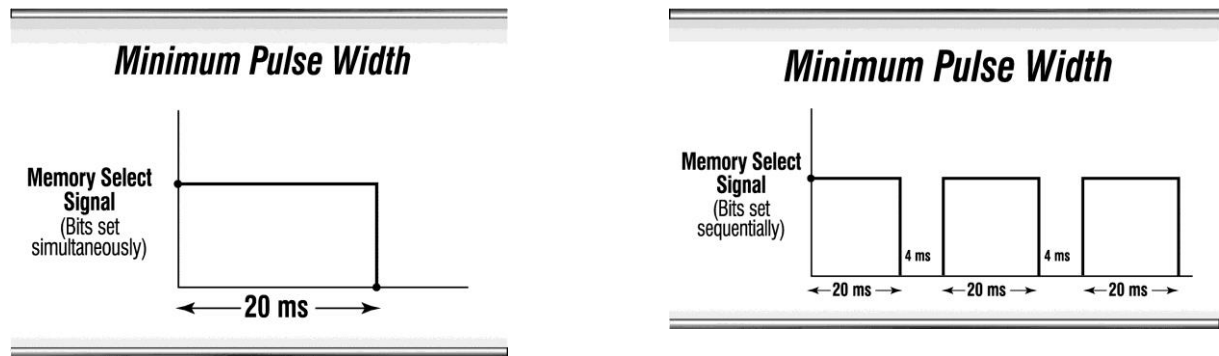 Minimum Pulse Width
Memory Select
Signal
(Bits set
simultaneously)
20 ms
Minimum Pulse Width
Memory Select
Signal
(Bits set
sequentially)
4 ms
4 ms
20 ms
20 ms
20 ms